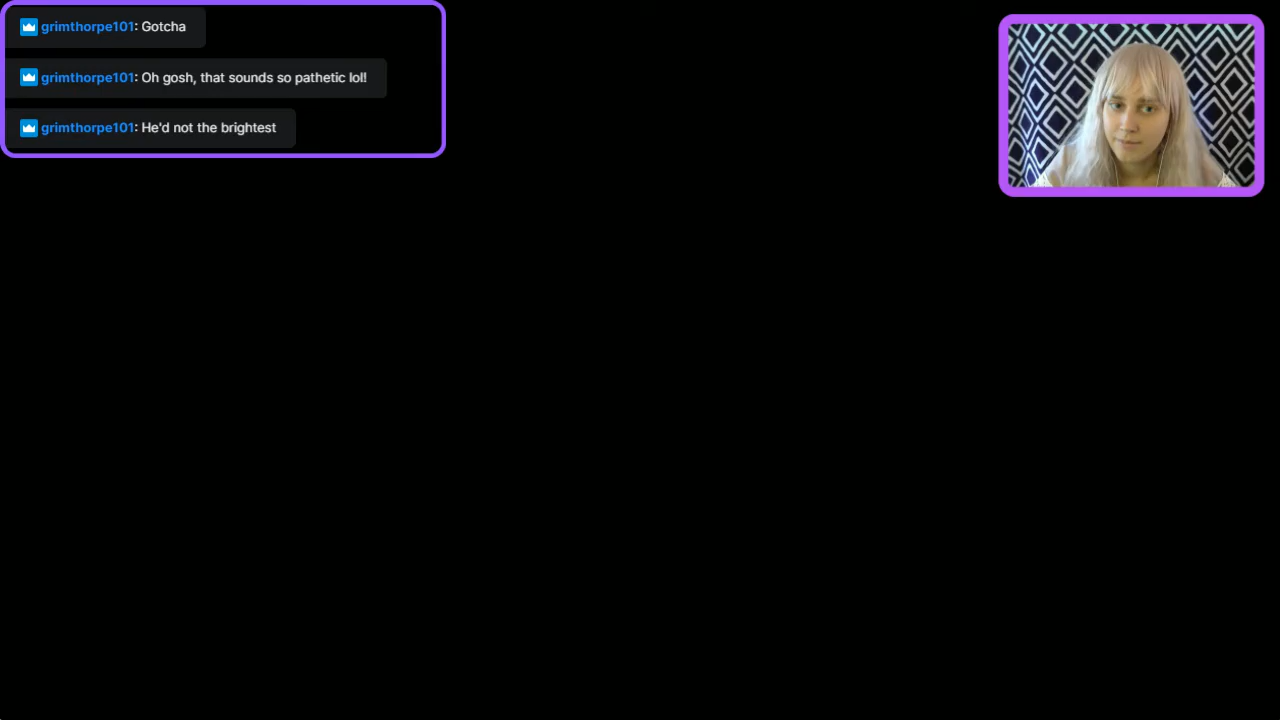 grimthorpe101: Gotcha
grimthorpe101: Oh gosh, that sounds so pathetic lol!
grimthorpe101: He'd not the brightest